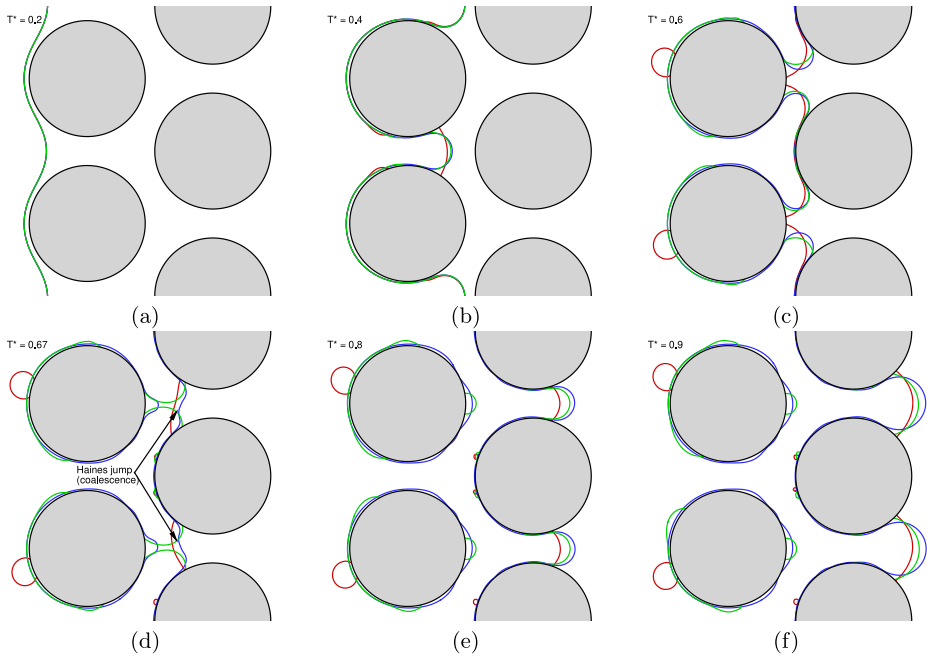 T* = 0.2
T* = 0.4
T* = 0.6
(a)
(b)
(c)
T* = 0.67
T* = 0.8
T* = 0.9
Haines jump
(coalescence)
(d)
(e)
(f)